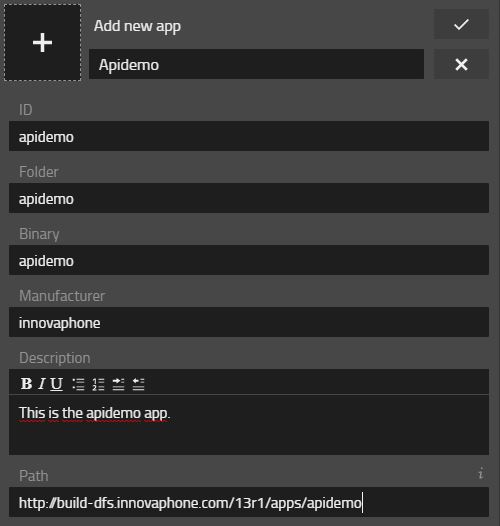 Add new app
Apidemo
ID
apidemo
Folder
apidemo
Binary
apidemo
Manufacturer
innovaphone
Description
B I U
This is the apidemo app.
Path i
http://build-dfs.innovaphone.com/13r1/apps/apidemo